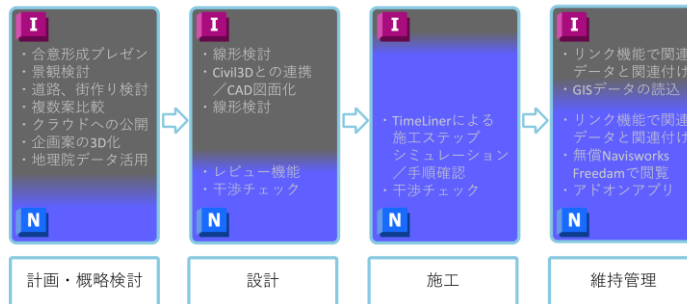 I
・合意形成プレゼン
・景観検討
・道路、街作り検討
・複数案比較
・クラウドへの公開
・企画案の3D化
・地理院データ活用
N
計画・概略検討
I
・線形検討
・Civil3Dとの連携
／CAD図面化
・線形検討
・レビュー機能
・干渉チェック
N
設計
I
・TimeLinerによる
施工ステップ
シミュレーション
／手順確認
・干渉チェック
N
施工
I
・リンク機能で関連
データと関連付け
・GISデータの読込
・リンク機能で関連
データと関連付け
・無償Navisworks
Freedamで閲覧
・アドオンアプリ
N
維持管理